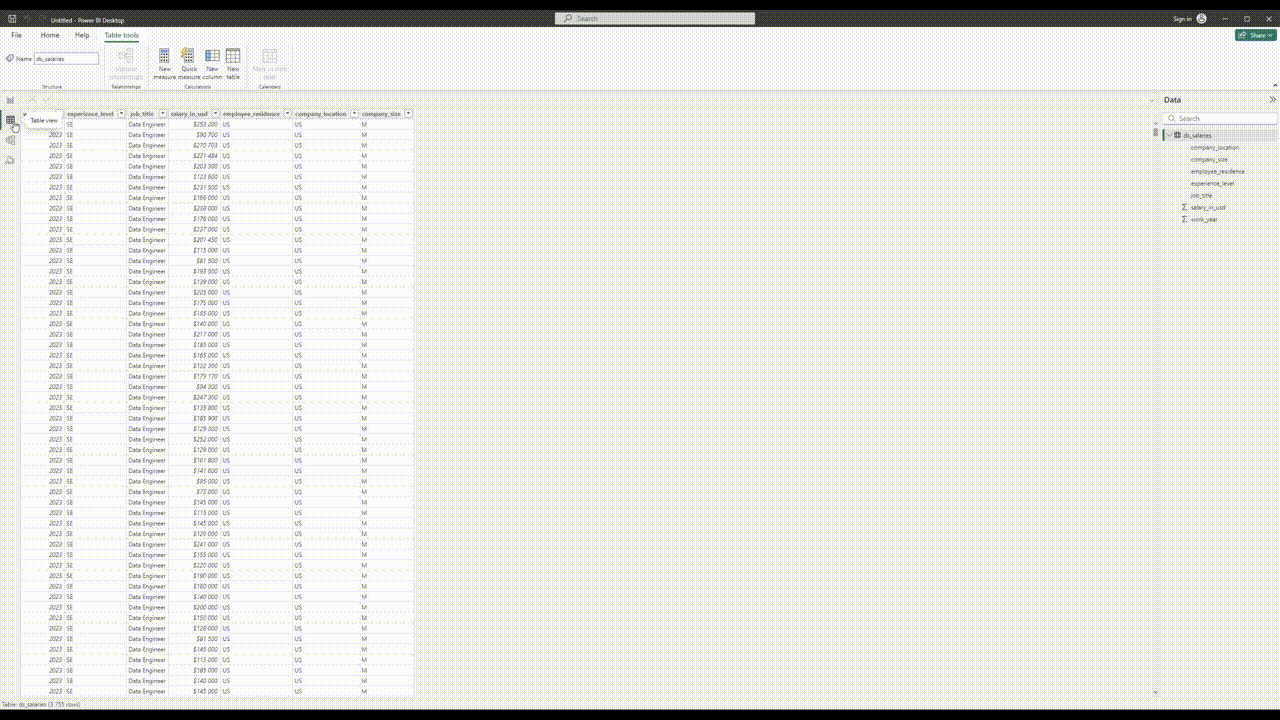 Untitled - Power BI Desktop
Search
Sign in
File Home Help Table tools
Share
Name ds_salaries
Manage relationships
New measure
Quick measure
New column
New table
Mark as date table
Structure
Relationships
Calculations
Calendars
Table view
experience_level job_title salary_in_usd employee_residence company_location company_size
SE Data Engineer $253 200 US US M
2023 SE Data Engineer $90 700 US US M
2023 SE Data Engineer $270 703 US US M
2023 SE Data Engineer $221 484 US US M
2023 SE Data Engineer $203 300 US US M
2023 SE Data Engineer $123 600 US US M
2023 SE Data Engineer $231 500 US US M
2023 SE Data Engineer $166 000 US US M
2023 SE Data Engineer $238 000 US US M
2023 SE Data Engineer $176 000 US US M
2023 SE Data Engineer $237 000 US US M
2023 SE Data Engineer $201 450 US US M
2023 SE Data Engineer $115 000 US US M
2023 SE Data Engineer $81 500 US US M
2023 SE Data Engineer $193 500 US US M
2023 SE Data Engineer $139 000 US US M
2023 SE Data Engineer $225 000 US US M
2023 SE Data Engineer $175 000 US US M
2023 SE Data Engineer $185 000 US US M
2023 SE Data Engineer $140 000 US US M
2023 SE Data Engineer $217 000 US US M
2023 SE Data Engineer $185 000 US US M
2023 SE Data Engineer $165 000 US US M
2023 SE Data Engineer $132 300 US US M
2023 SE Data Engineer $179 170 US US M
2023 SE Data Engineer $94 300 US US M
2023 SE Data Engineer $247 300 US US M
2023 SE Data Engineer $133 800 US US M
2023 SE Data Engineer $185 900 US US M
2023 SE Data Engineer $129 300 US US M
2023 SE Data Engineer $252 000 US US M
2023 SE Data Engineer $129 000 US US M
2023 SE Data Engineer $161 800 US US M
2023 SE Data Engineer $141 600 US US M
2023 SE Data Engineer $95 000 US US M
2023 SE Data Engineer $75 000 US US M
2023 SE Data Engineer $145 000 US US M
2023 SE Data Engineer $115 000 US US M
2023 SE Data Engineer $145 000 US US M
2023 SE Data Engineer $120 000 US US M
2023 SE Data Engineer $241 000 US US M
2023 SE Data Engineer $155 000 US US M
2023 SE Data Engineer $220 000 US US M
2023 SE Data Engineer $190 000 US US M
2023 SE Data Engineer $160 000 US US M
2023 SE Data Engineer $140 000 US US M
2023 SE Data Engineer $200 000 US US M
2023 SE Data Engineer $150 000 US US M
2023 SE Data Engineer $128 000 US US M
2023 SE Data Engineer $81 500 US US M
2023 SE Data Engineer $145 000 US US M
2023 SE Data Engineer $115 000 US US M
2023 SE Data Engineer $185 000 US US M
2023 SE Data Engineer $140 000 US US M
2023 SE Data Engineer $145 000 US US M
Data
Search
ds_salaries
company_location
company_size
employee_residence
experience_level
job_title
salary_in_usd
work_year
Table: ds_salaries (3 755 rows)